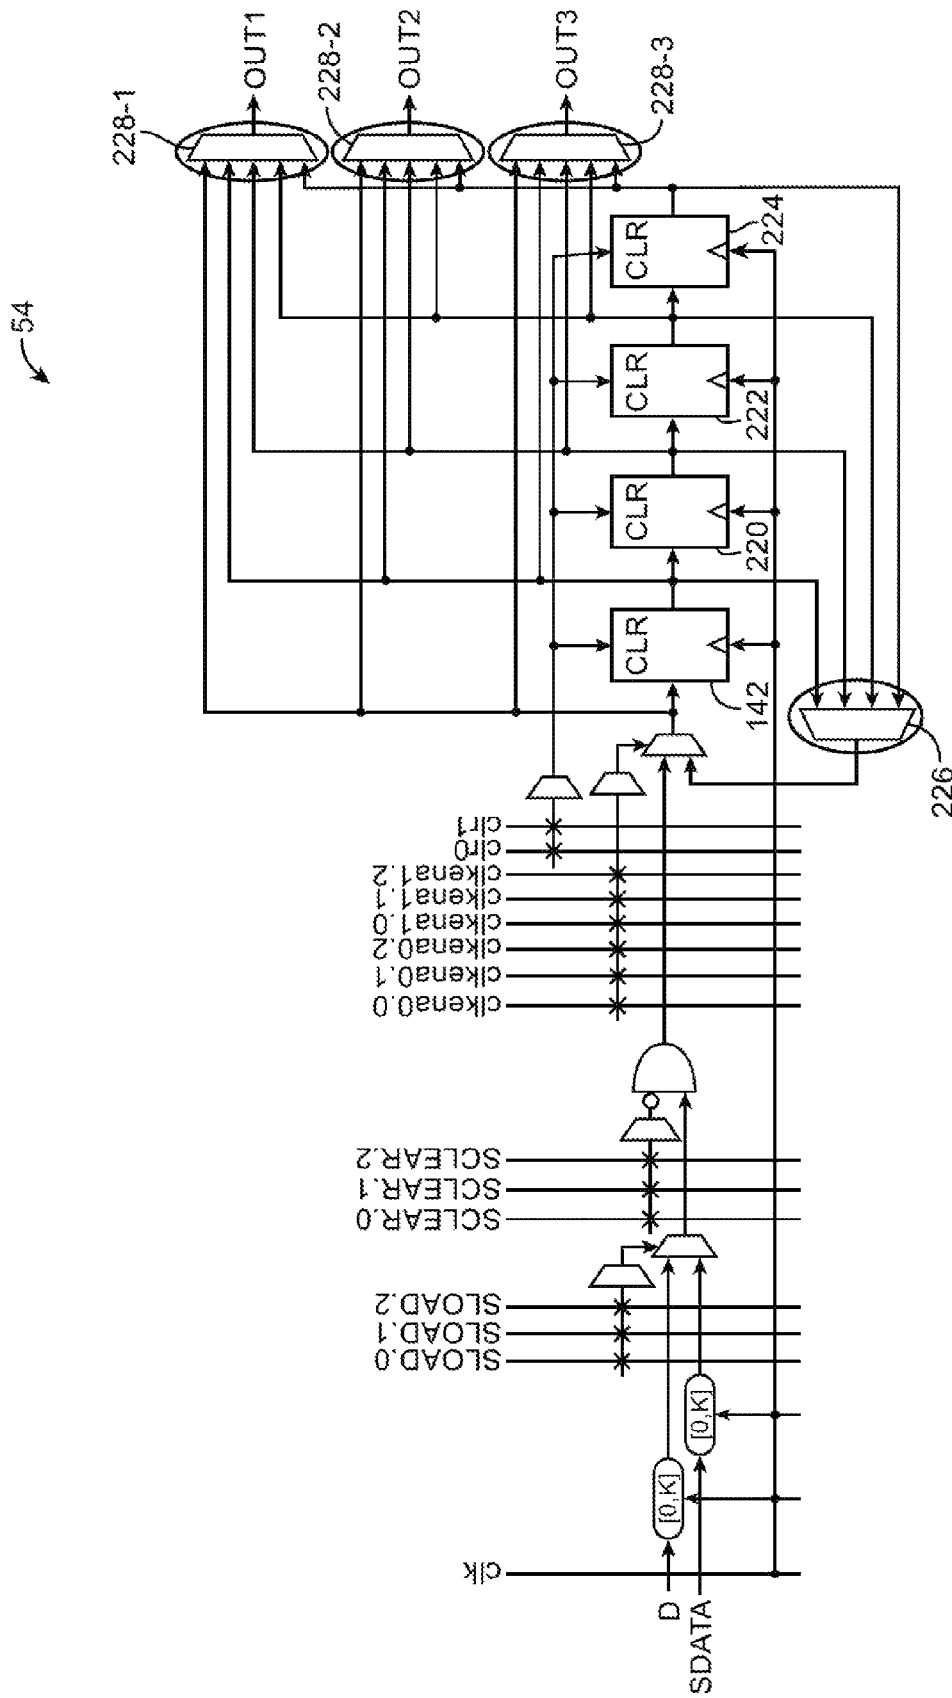 54
228-1
OUT1
228-2
OUT2
228-3
OUT3
CLR
224
CLR
222
CLR
220
CLR
142
226
clr1
clr0
clkena1.2
clkena1.1
clkena1.0
clkena0.2
clkena0.1
clkena0.0
SCLEAR.2
SCLEAR.1
SCLEAR.0
SLOAD.2
SLOAD.1
SLOAD.0
[0,K]
[0,K]
clk
D
SDATA